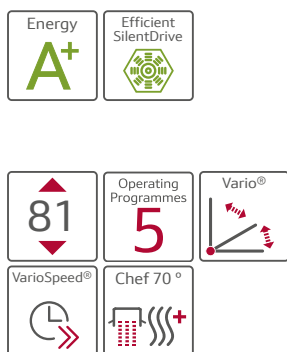 Energy
A+
Efficient
SilentDrive
81
Operating
Programmes
5
Vario®
VarioSpeed®
Chef 70 °